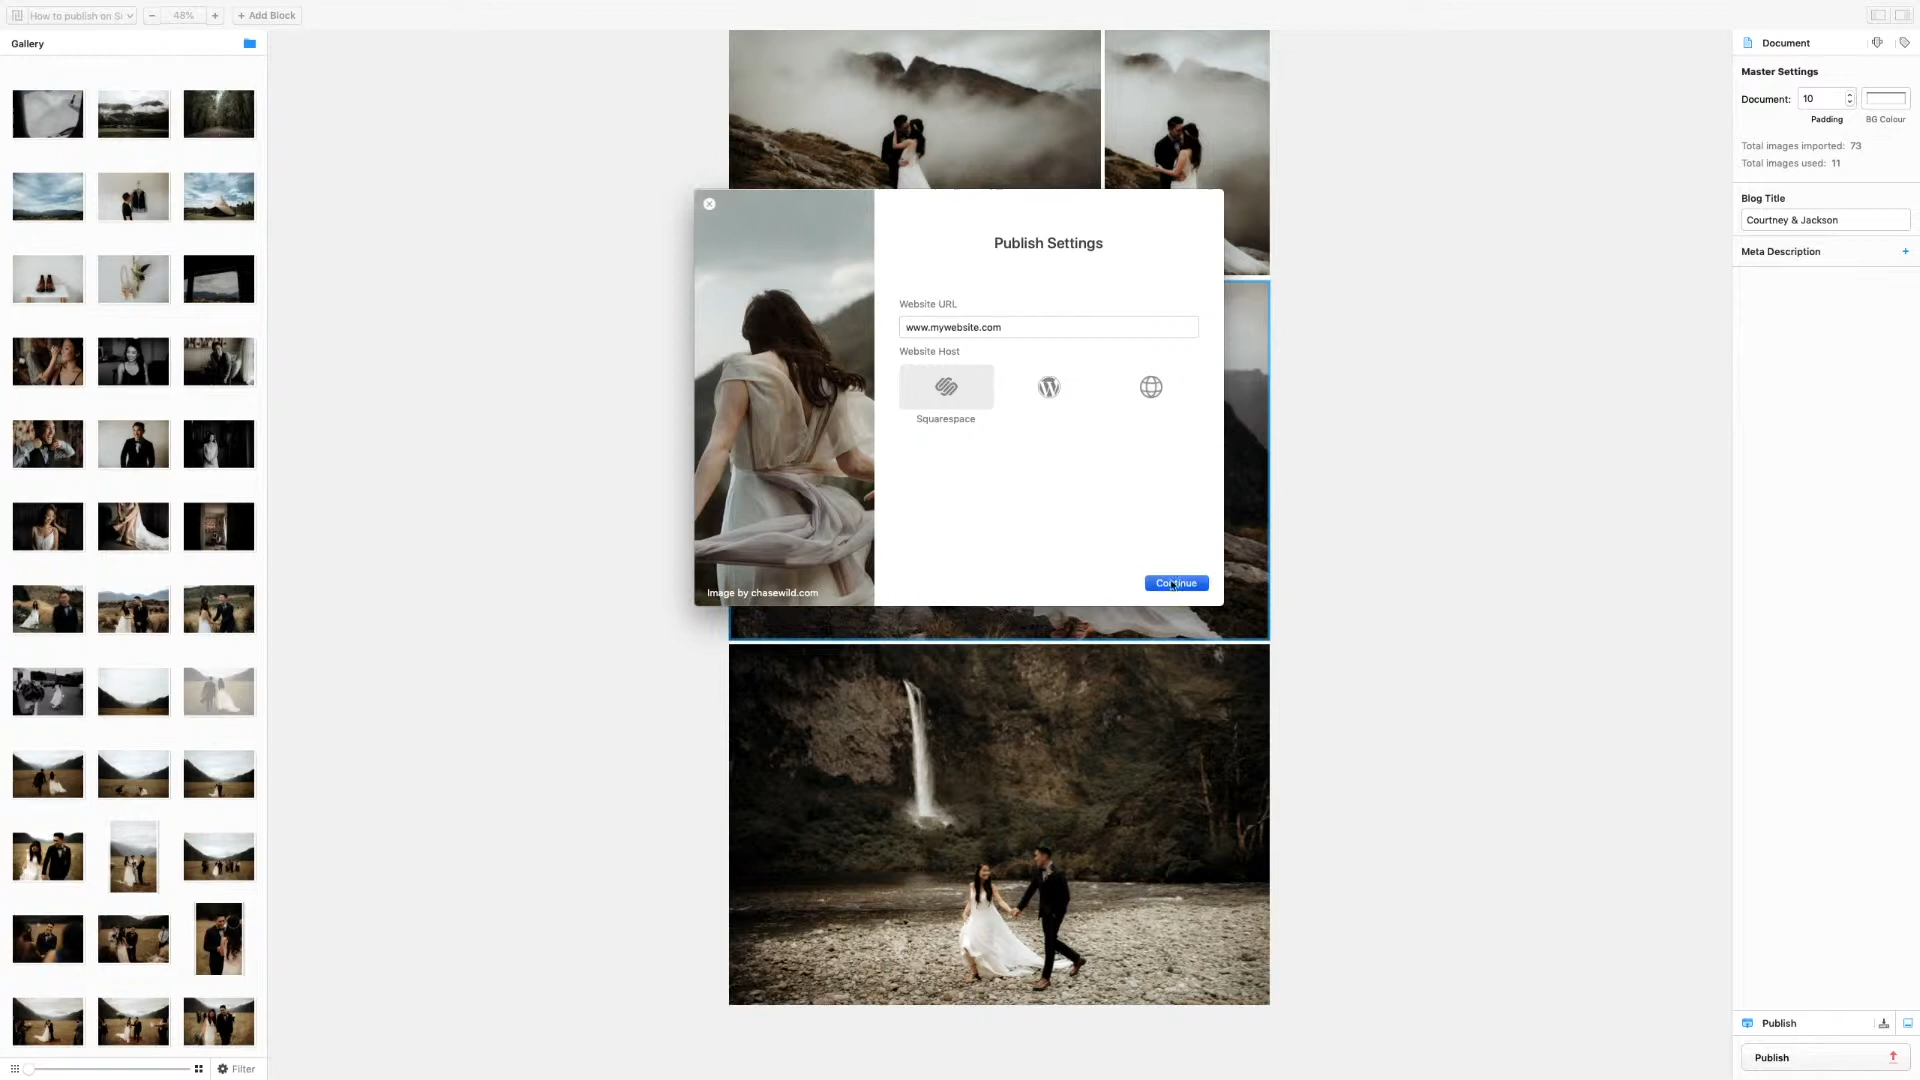 How to publish on S
48%
+ Add Block
Gallery
Document
Master Settings
Document: 10
Padding
BG Colour
Total images imported: 73
Total images used: 11
Blog Title
Courtney & Jackson
Meta Description +
Publish Settings
Website URL
www.mywebsite.com
Website Host
Squarespace
Continue
Image by chasewild.com
Publish
Publish
Filter